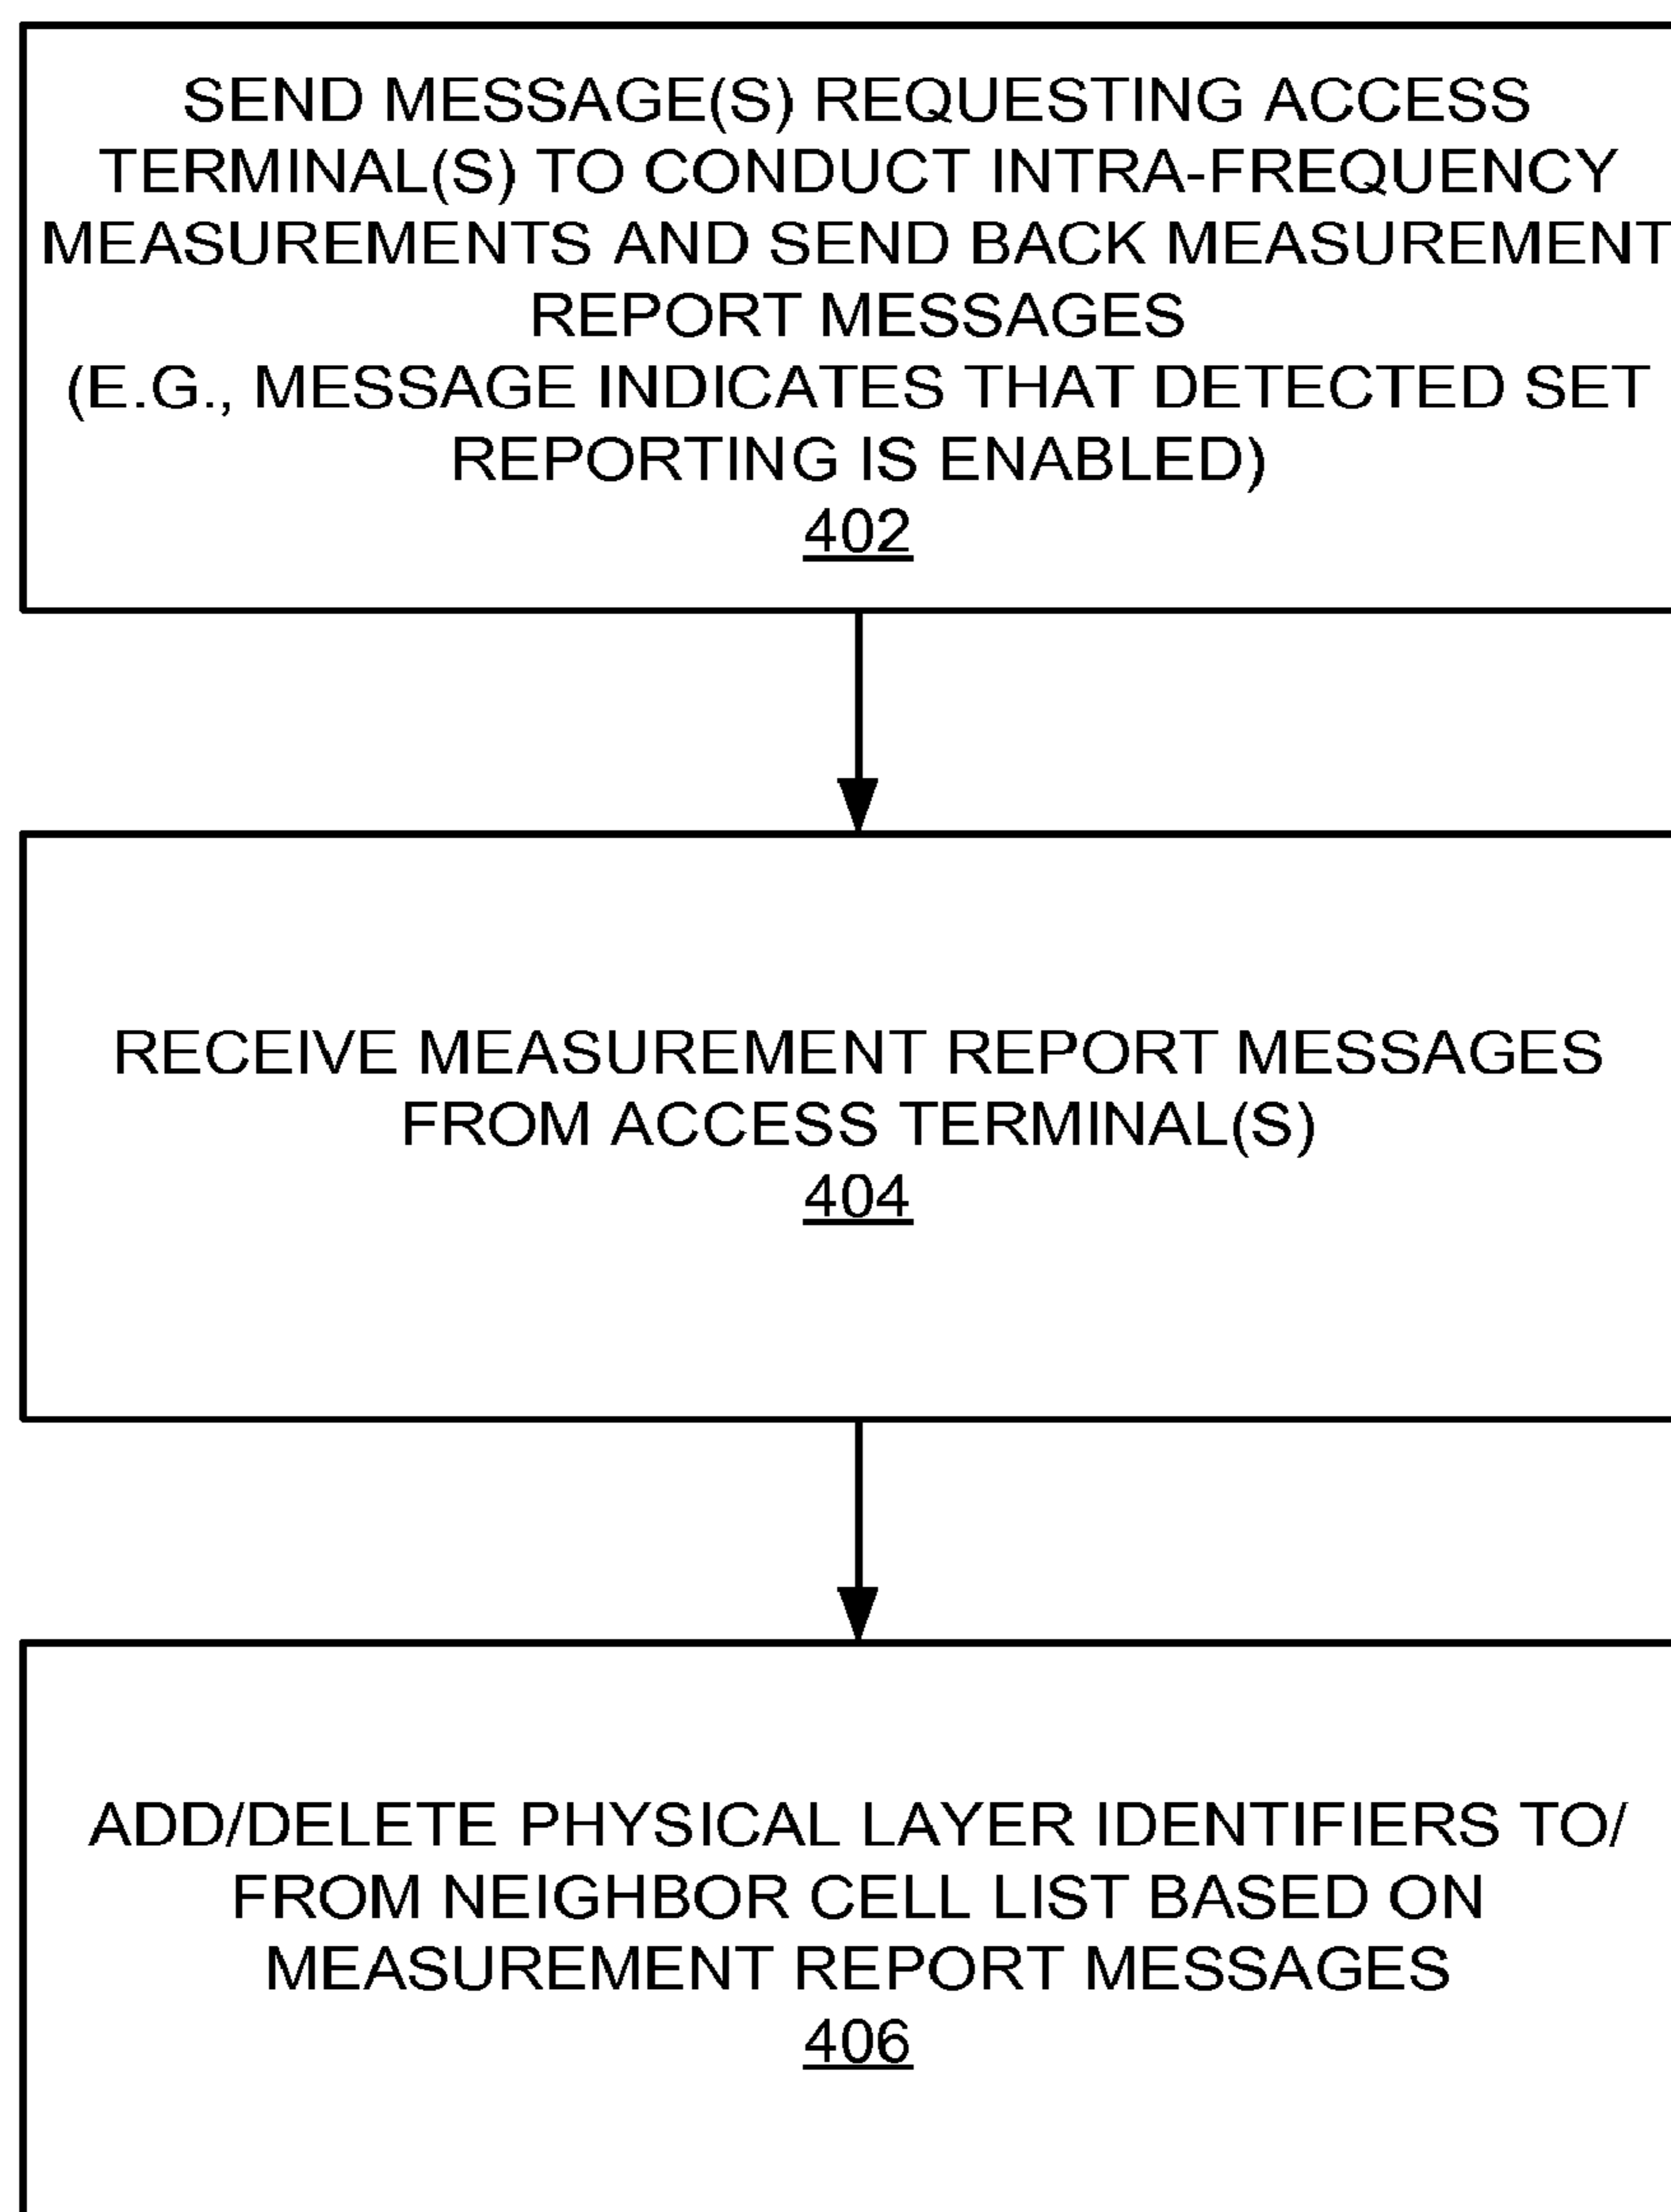 SEND MESSAGE(S) REQUESTING ACCESS
TERMINAL(S) TO CONDUCT INTRA-FREQUENCY
MEASUREMENTS AND SEND BACK MEASUREMENT
REPORT MESSAGES
(E.G., MESSAGE INDICATES THAT DETECTED SET
REPORTING IS ENABLED)
402
RECEIVE MEASUREMENT REPORT MESSAGES
FROM ACCESS TERMINAL(S)
404
ADD/DELETE PHYSICAL LAYER IDENTIFIERS TO/
FROM NEIGHBOR CELL LIST BASED ON
MEASUREMENT REPORT MESSAGES
406